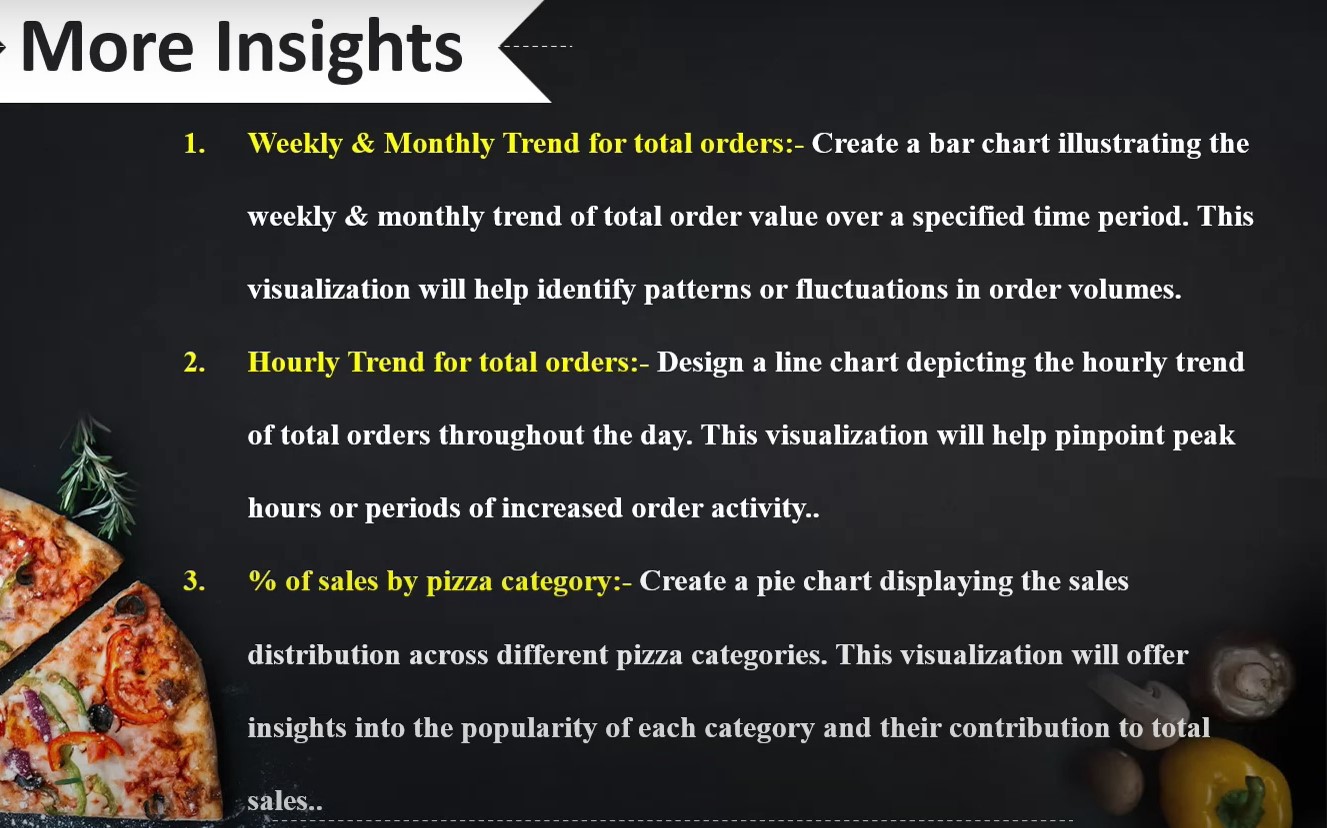 More Insights
1. Weekly & Monthly Trend for total orders:- Create a bar chart illustrating the
weekly & monthly trend of total order value over a specified time period. This
visualization will help identify patterns or fluctuations in order volumes.
2. Hourly Trend for total orders:- Design a line chart depicting the hourly trend
of total orders throughout the day. This visualization will help pinpoint peak
hours or periods of increased order activity..
3. % of sales by pizza category:- Create a pie chart displaying the sales
distribution across different pizza categories. This visualization will offer
insights into the popularity of each category and their contribution to total
sales..